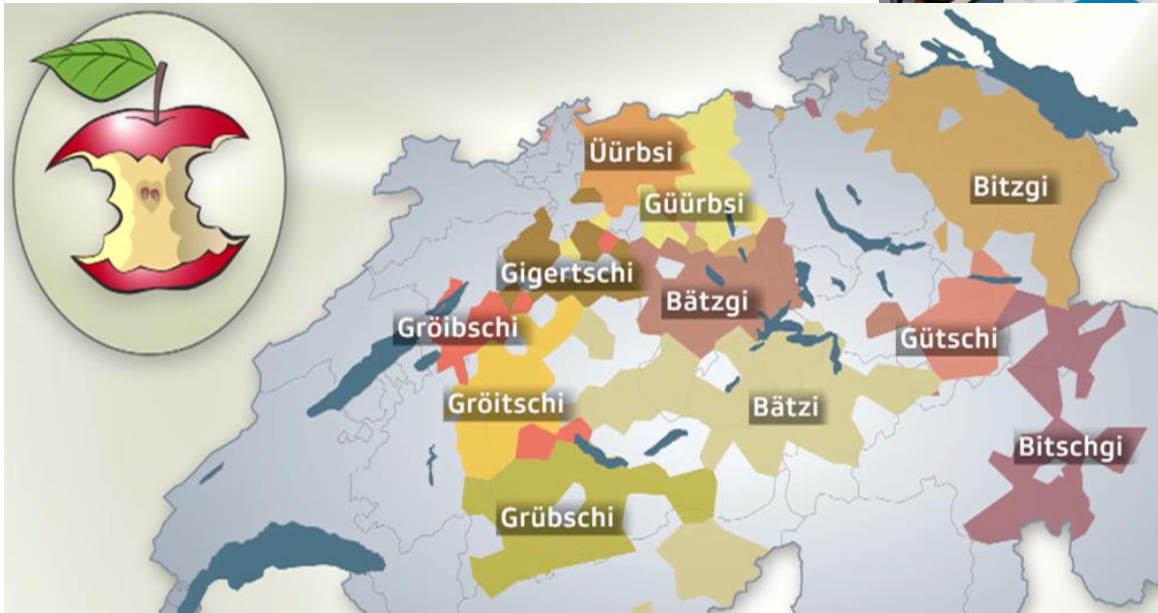 Üürbsi
Bitzgi
Güürbsi
Gigertschi
Bätzgi
Gröibschi
Gütschi
Gröitschi
Bätzi
Bitschgi
Grübschi